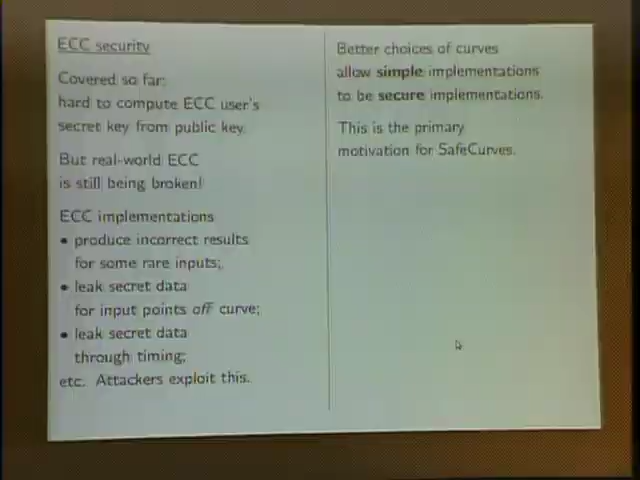 ECC security
Covered so far:
hard to compute ECC user's
secret key from public key.
But real-world ECC
is still being broken!
ECC implementations
• produce incorrect results
for some rare inputs;
• leak secret data
for input points off curve;
• leak secret data
through timing;
etc. Attackers exploit this.
Better choices of curves
allow simple implementations
to be secure implementations.
This is the primary
motivation for SafeCurves.